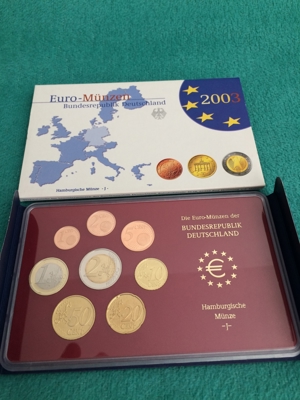 Euro-Münzen
Bundesrepublik Deutschland
2003
Hamburgische Münze - J -
Die Euro-Münzen der
BUNDESREPUBLIK
DEUTSCHLAND
€
Hamburgische
Münze
- J -